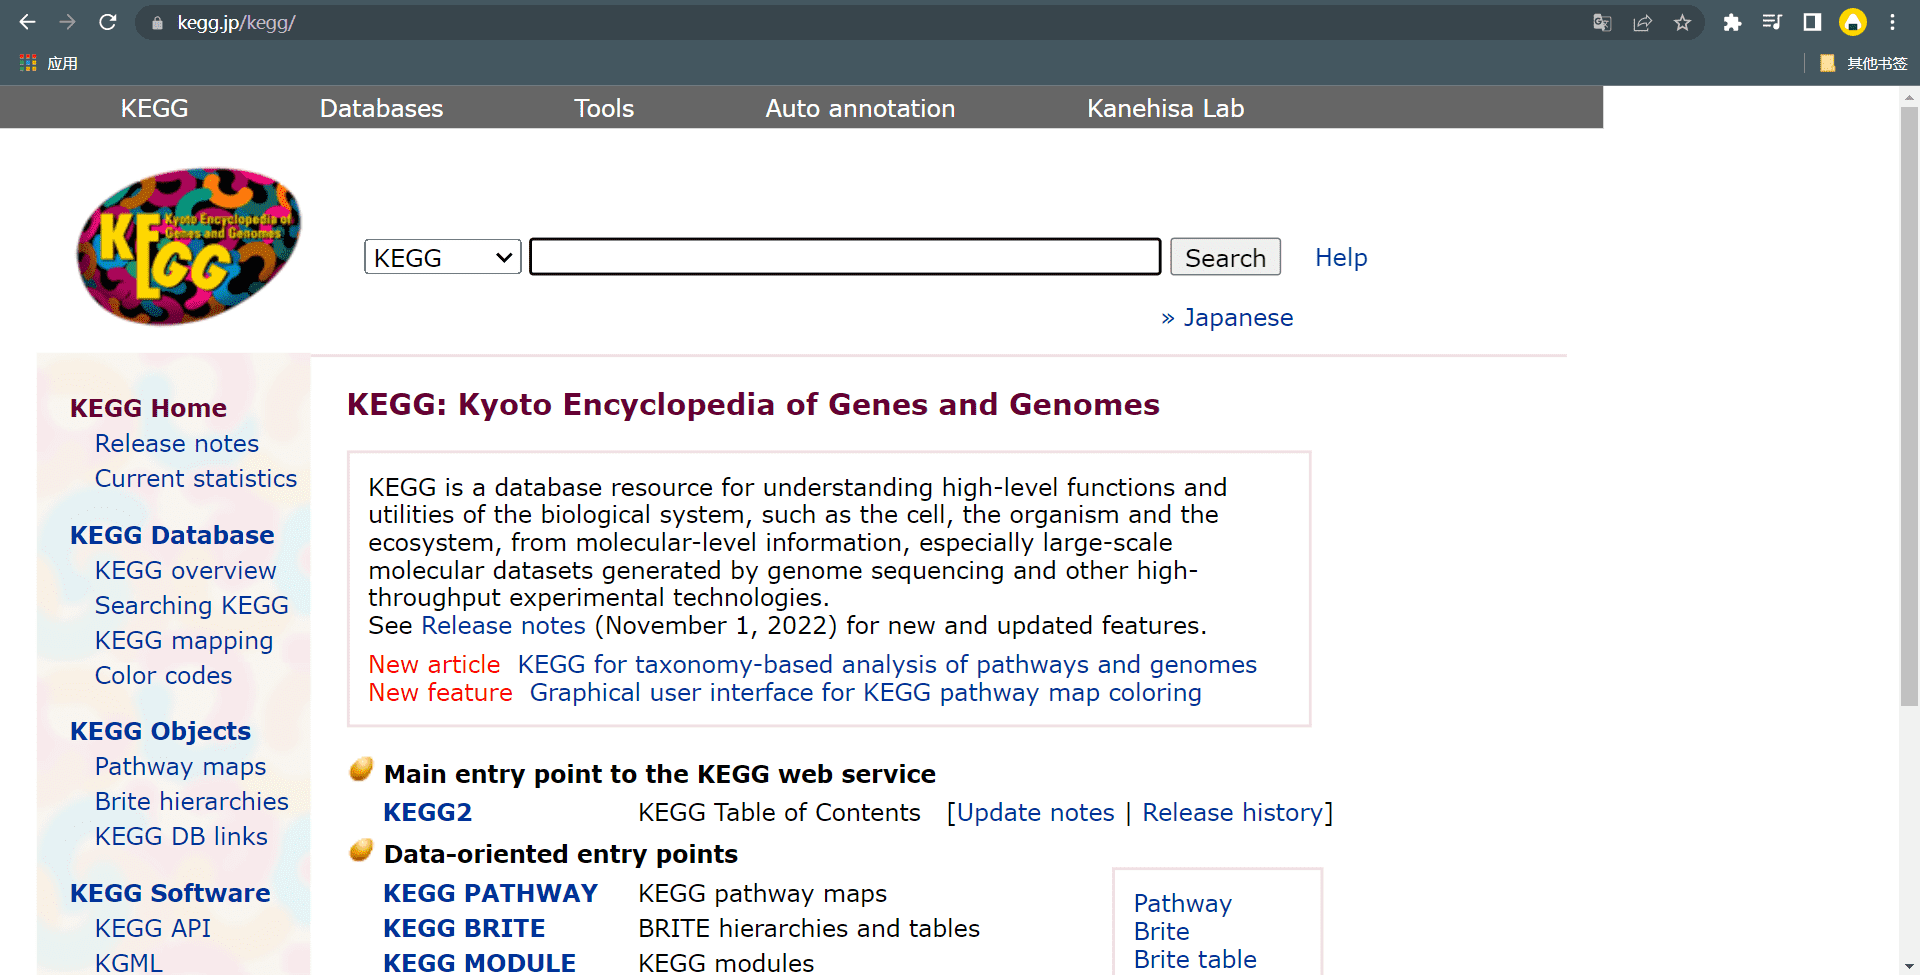 kegg.jp/kegg/
应用
其他书签
KEGG Databases Tools Auto annotation Kanehisa Lab
KEGG
Kyoto Encyclopedia of
Genes and Genomes
KEGG Search Help
» Japanese
KEGG Home
Release notes
Current statistics
KEGG Database
KEGG overview
Searching KEGG
KEGG mapping
Color codes
KEGG Objects
Pathway maps
Brite hierarchies
KEGG DB links
KEGG Software
KEGG API
KGML
KEGG: Kyoto Encyclopedia of Genes and Genomes
KEGG is a database resource for understanding high-level functions and
utilities of the biological system, such as the cell, the organism and the
ecosystem, from molecular-level information, especially large-scale
molecular datasets generated by genome sequencing and other high-
throughput experimental technologies.
See Release notes (November 1, 2022) for new and updated features.
New article KEGG for taxonomy-based analysis of pathways and genomes
New feature Graphical user interface for KEGG pathway map coloring
Main entry point to the KEGG web service
KEGG2 KEGG Table of Contents [Update notes | Release history]
Data-oriented entry points
KEGG PATHWAY KEGG pathway maps
KEGG BRITE BRITE hierarchies and tables
KEGG MODULE KEGG modules
Pathway
Brite
Brite table